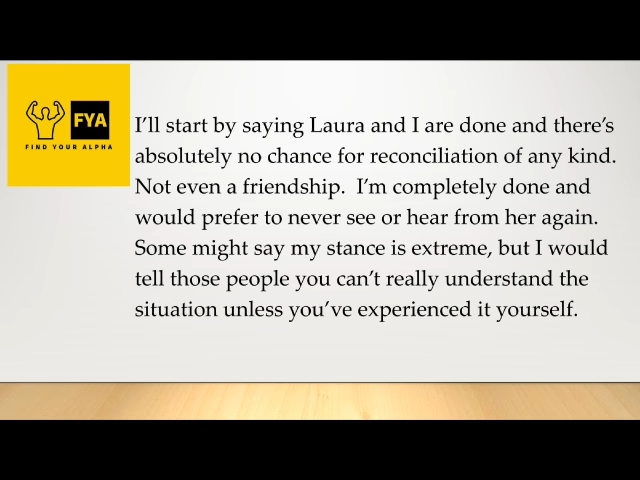 FYA
FIND YOUR ALPHA
I'll start by saying Laura and I are done and there's
absolutely no chance for reconciliation of any kind.
Not even a friendship.  I'm completely done and
would prefer to never see or hear from her again.
Some might say my stance is extreme, but I would
tell those people you can't really understand the
situation unless you've experienced it yourself.